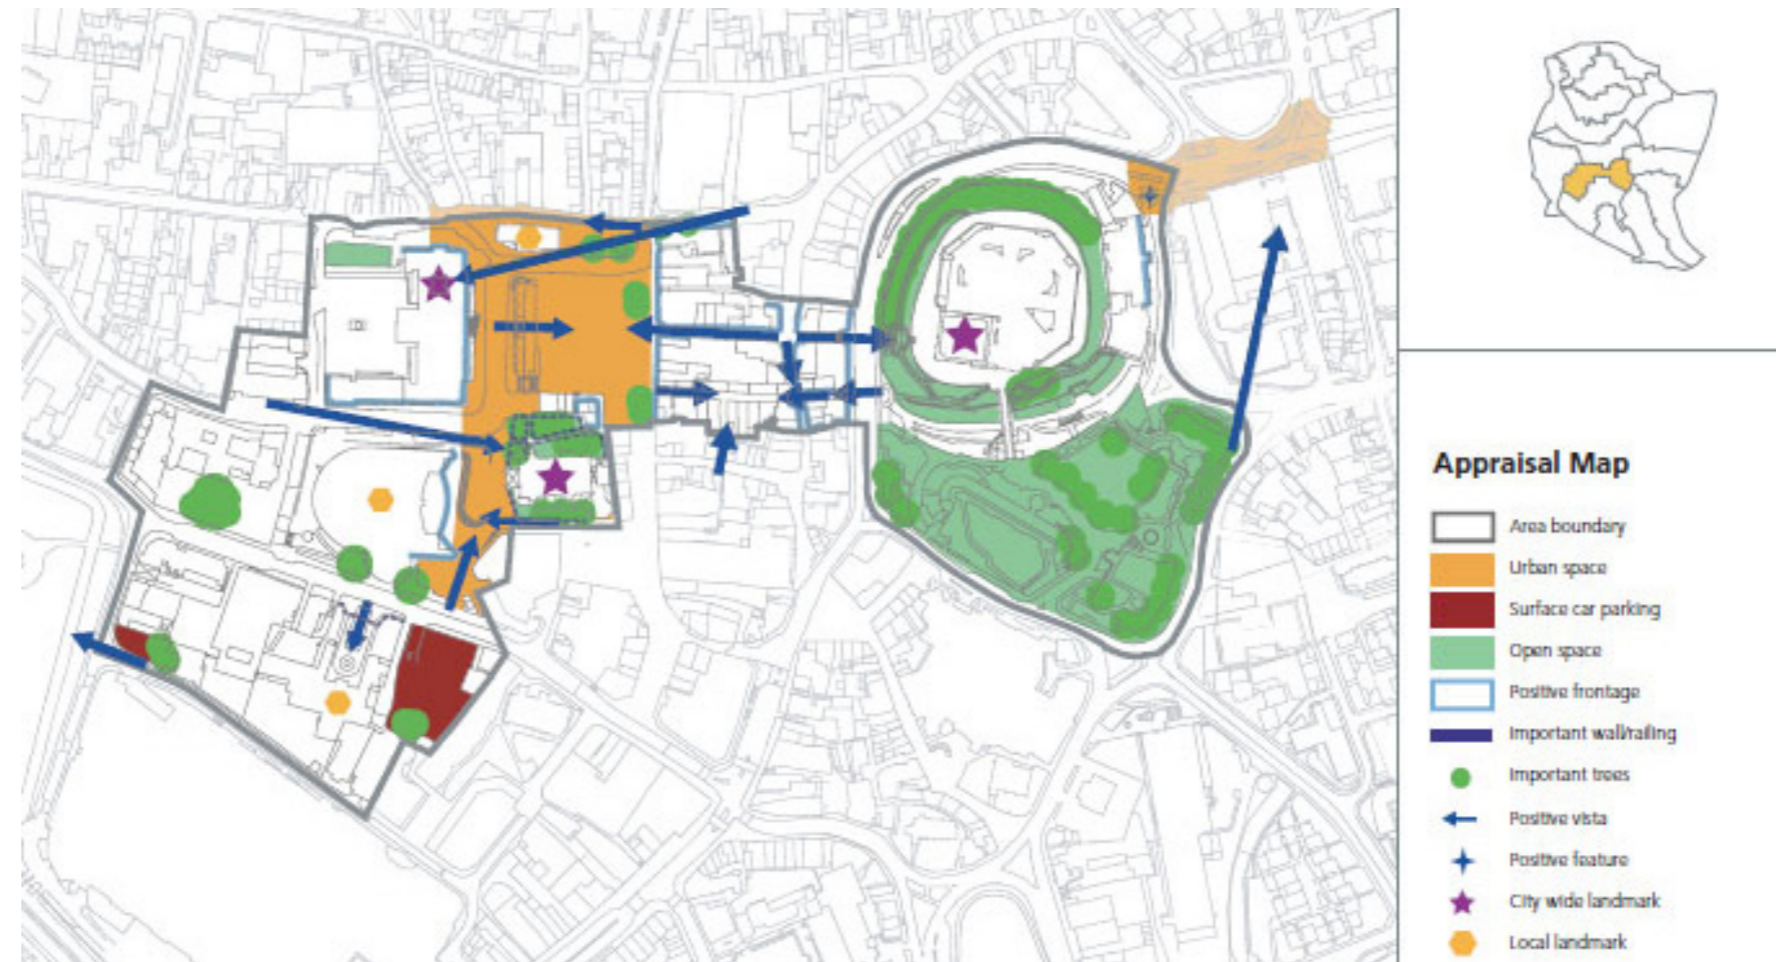 Appraisal Map
Area boundary
Urban space
Surface car parking
Open space
Positive frontage
Important wall/railing
Important trees
Positive vista
Positive feature
City wide landmark
Local landmark